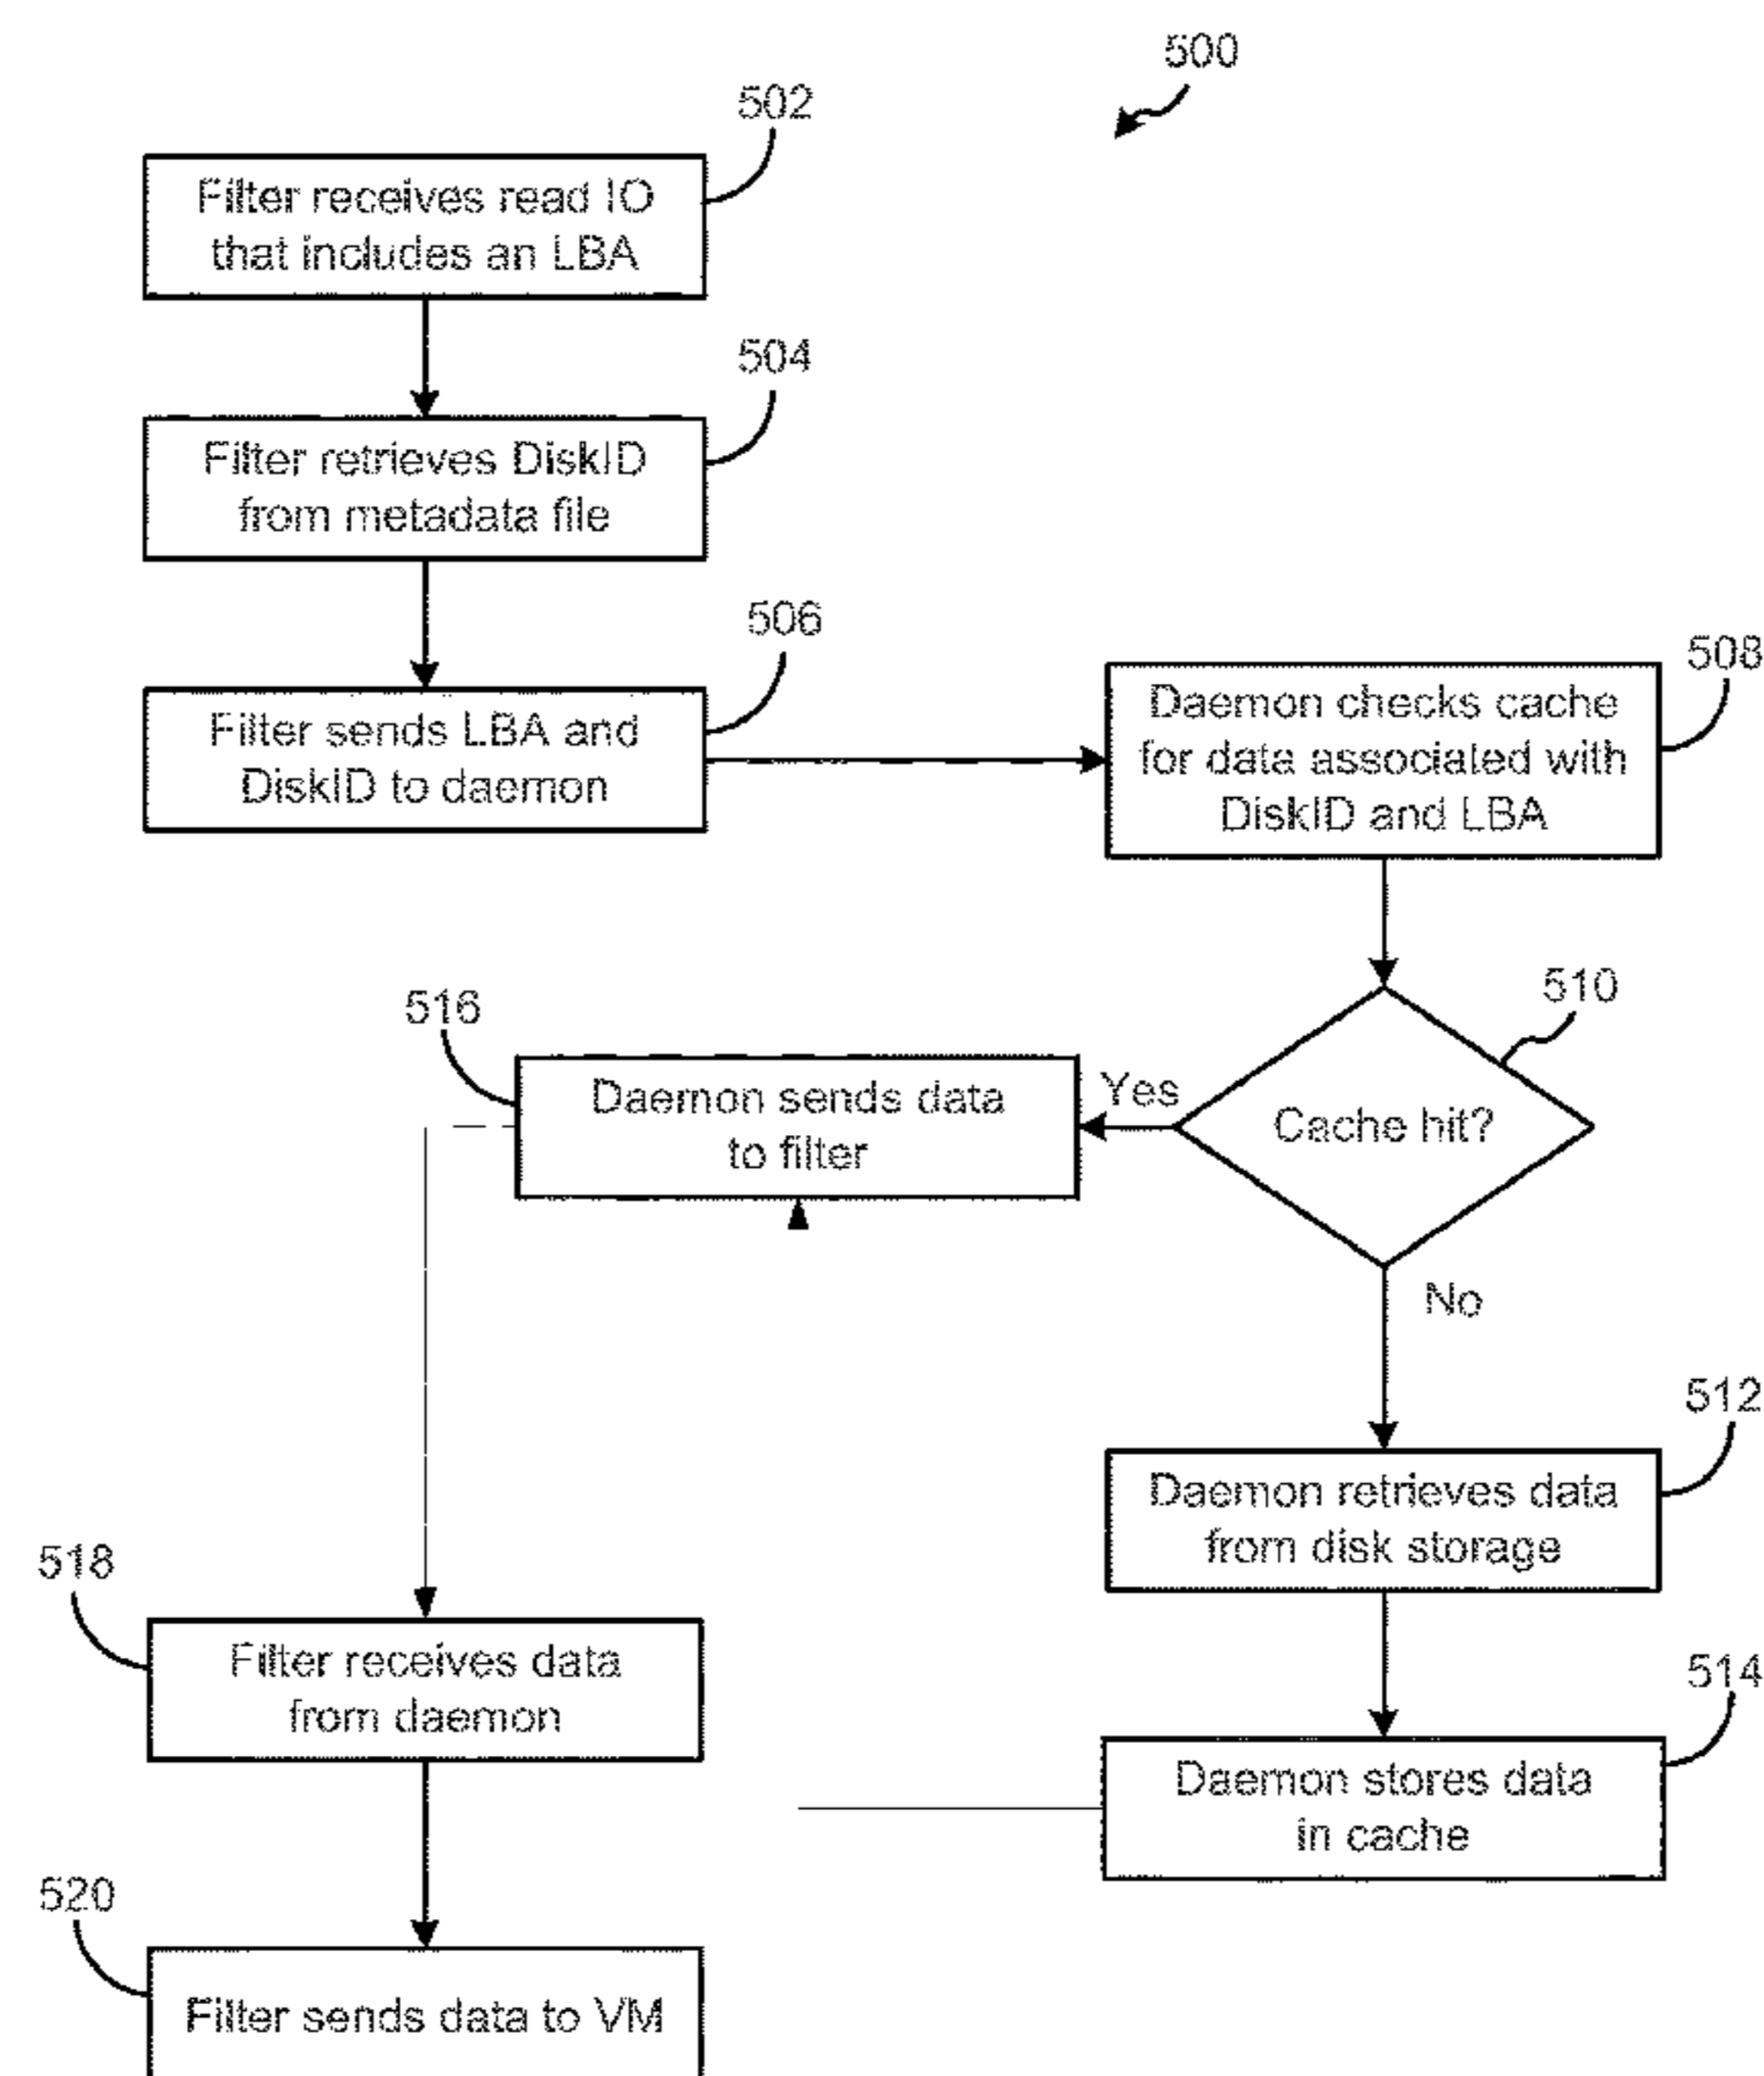 500
502
Filter receives read IO
that includes an LBA
504
Filter retrieves DiskID
from metadata file
506
Filter sends LBA and
DiskID to daemon
508
Daemon checks cache
for data associated with
DiskID and LBA
510
Cache hit?
Yes
No
516
Daemon sends data
to filter
512
Daemon retrieves data
from disk storage
514
Daemon stores data
in cache
518
Filter receives data
from daemon
520
Filter sends data to VM